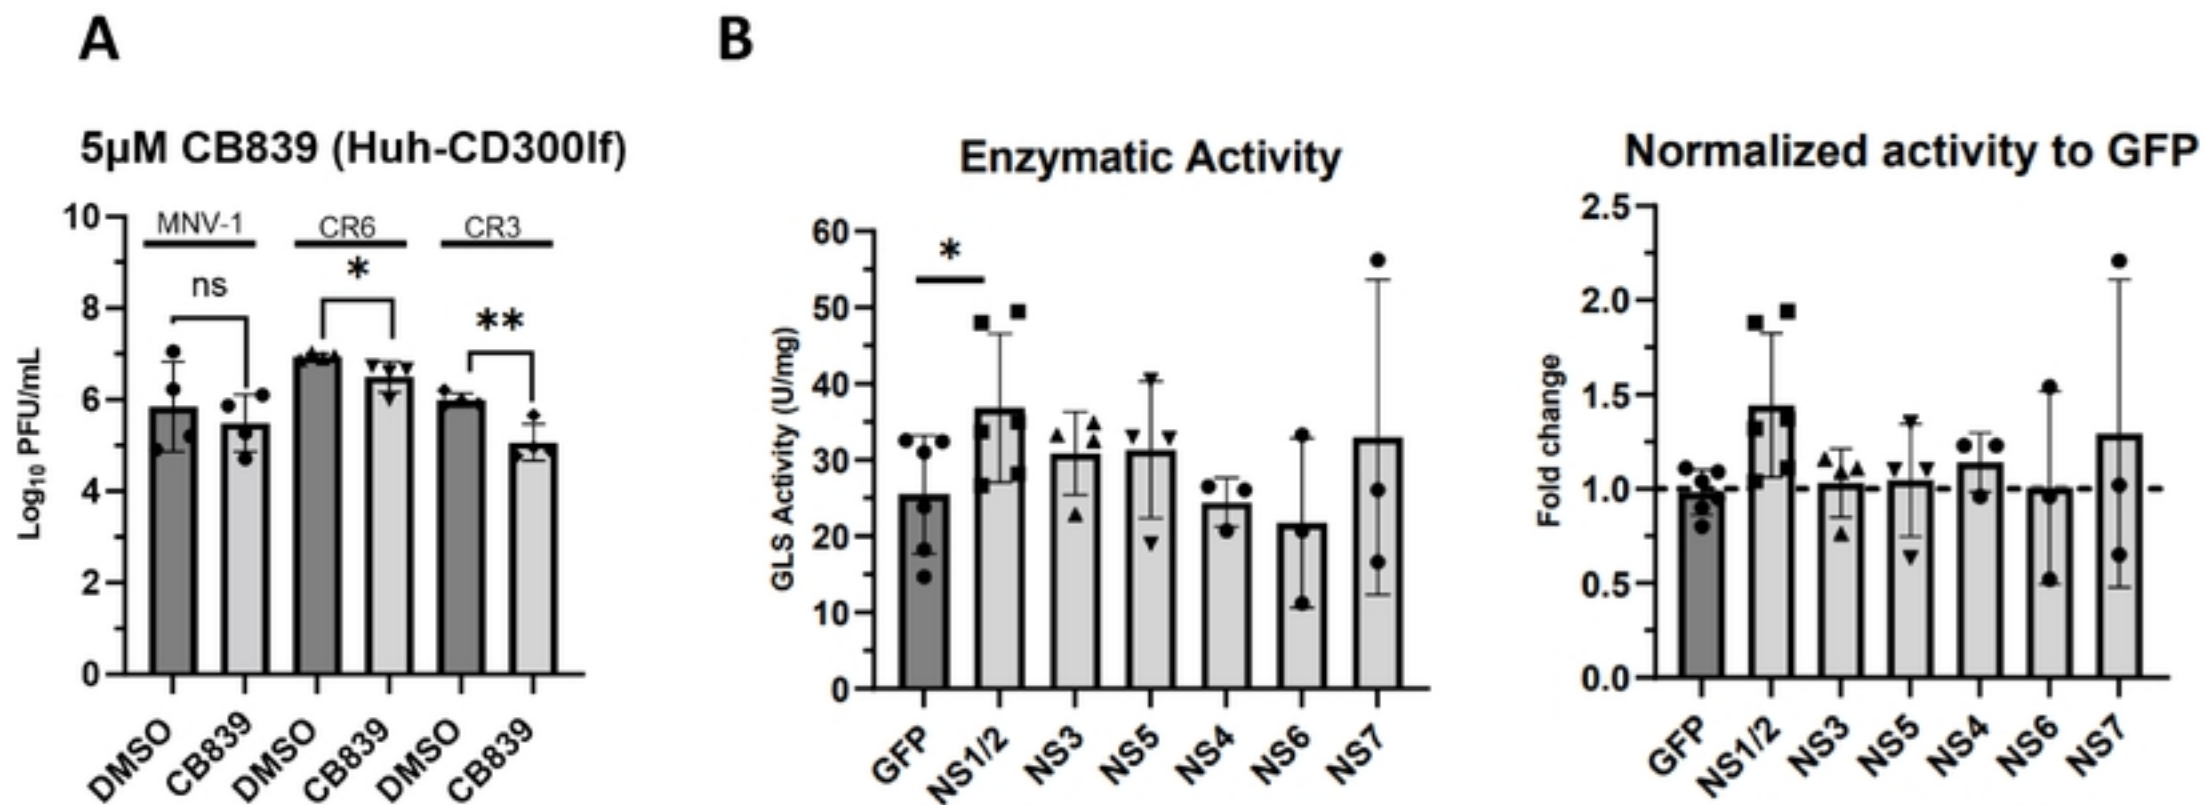 A
B
5µM CB839 (Huh-CD300lf)
Log10 PFU/mL
10
8
6
4
2
0
MNV-1
CR6
CR3
ns
*
**
DMSO
CB839
DMSO
CB839
DMSO
CB839
Enzymatic Activity
GLS Activity (U/mg)
60
50
40
30
20
10
0
*
GFP
NS1/2
NS3
NS5
NS4
NS6
NS7
Normalized activity to GFP
Fold change
2.5
2.0
1.5
1.0
0.5
0.0
GFP
NS1/2
NS3
NS5
NS4
NS6
NS7